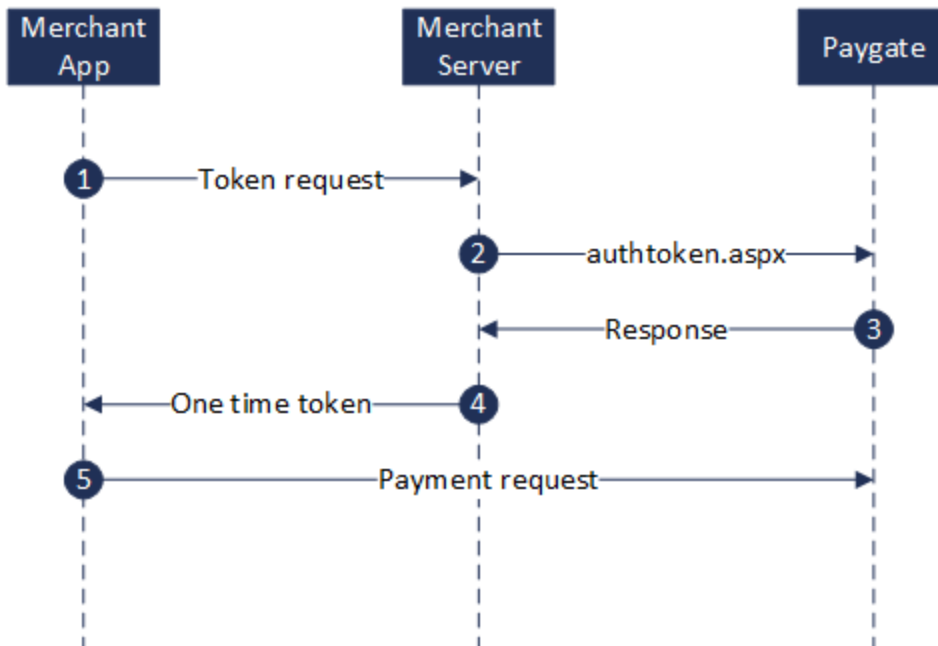 Merchant
App
Merchant
Server
Paygate
1 Token request
2 authtoken.aspx
Response 3
One time token 4
5 Payment request